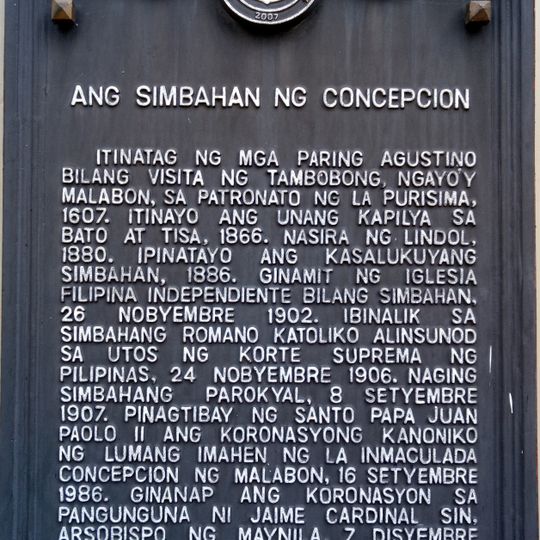 2007
ANG SIMBAHAN NG CONCEPCION
ITINATAG NG MGA PARING AGUSTINO
BILANG VISITA NG TAMBOBONG, NGAYO'Y
MALABON, SA PATRONATO NG LA PURISIMA,
1607. ITINAYO ANG UNANG KAPILYA SA
BATO AT TISA, 1866. NASIRA NG LINDOL,
1880. IPINATAYO ANG KASALUKUYANG
SIMBAHAN, 1886. GINAMIT NG IGLESIA
FILIPINA INDEPENDIENTE BILANG SIMBAHAN,
26 NOBYEMBRE 1902. IBINALIK SA
SIMBAHANG ROMANO KATOLIKO ALINSUNOD
SA UTOS NG KORTE SUPREMA NG
PILIPINAS, 24 NOBYEMBRE 1906. NAGING
SIMBAHANG PAROKYAL, 8 SETYEMBRE
1907. PINAGTIBAY NG SANTO PAPA JUAN
PAOLO II ANG KORONASYONG KANONIKO
NG LUMANG IMAHEN NG LA INMACULADA
CONCEPCION NG MALABON, 16 SETYEMBRE
1986. GINANAP ANG KORONASYON SA
PANGUNGUNA NI JAIME CARDINAL SIN,
ARSOBISPO NG MAYNILA, 7 DISYEMBRE